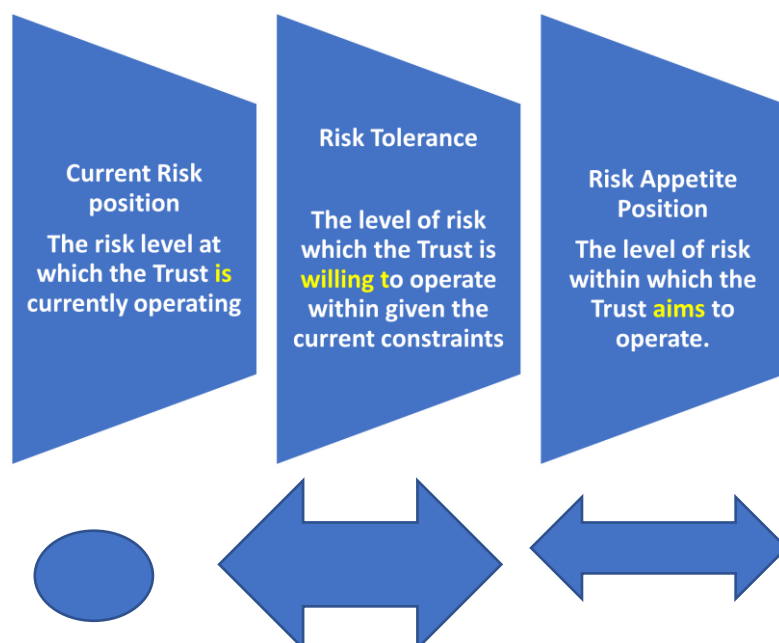 Current Risk
position
The risk level at
which the Trust is
currently operating
Risk Tolerance
The level of risk
which the Trust is
willing to operate
within given the
current constraints
Risk Appetite
Position
The level of risk
within which the
Trust aims to
operate.